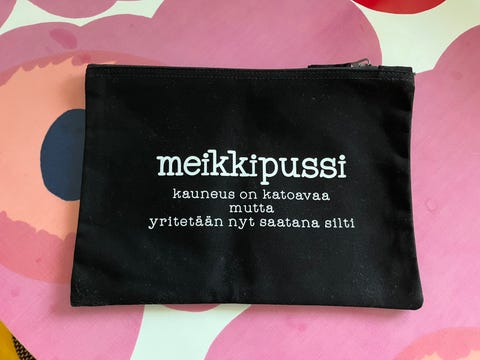 meikkipussi
kauneus on katoavaa
mutta
yritetään nyt saatana silti